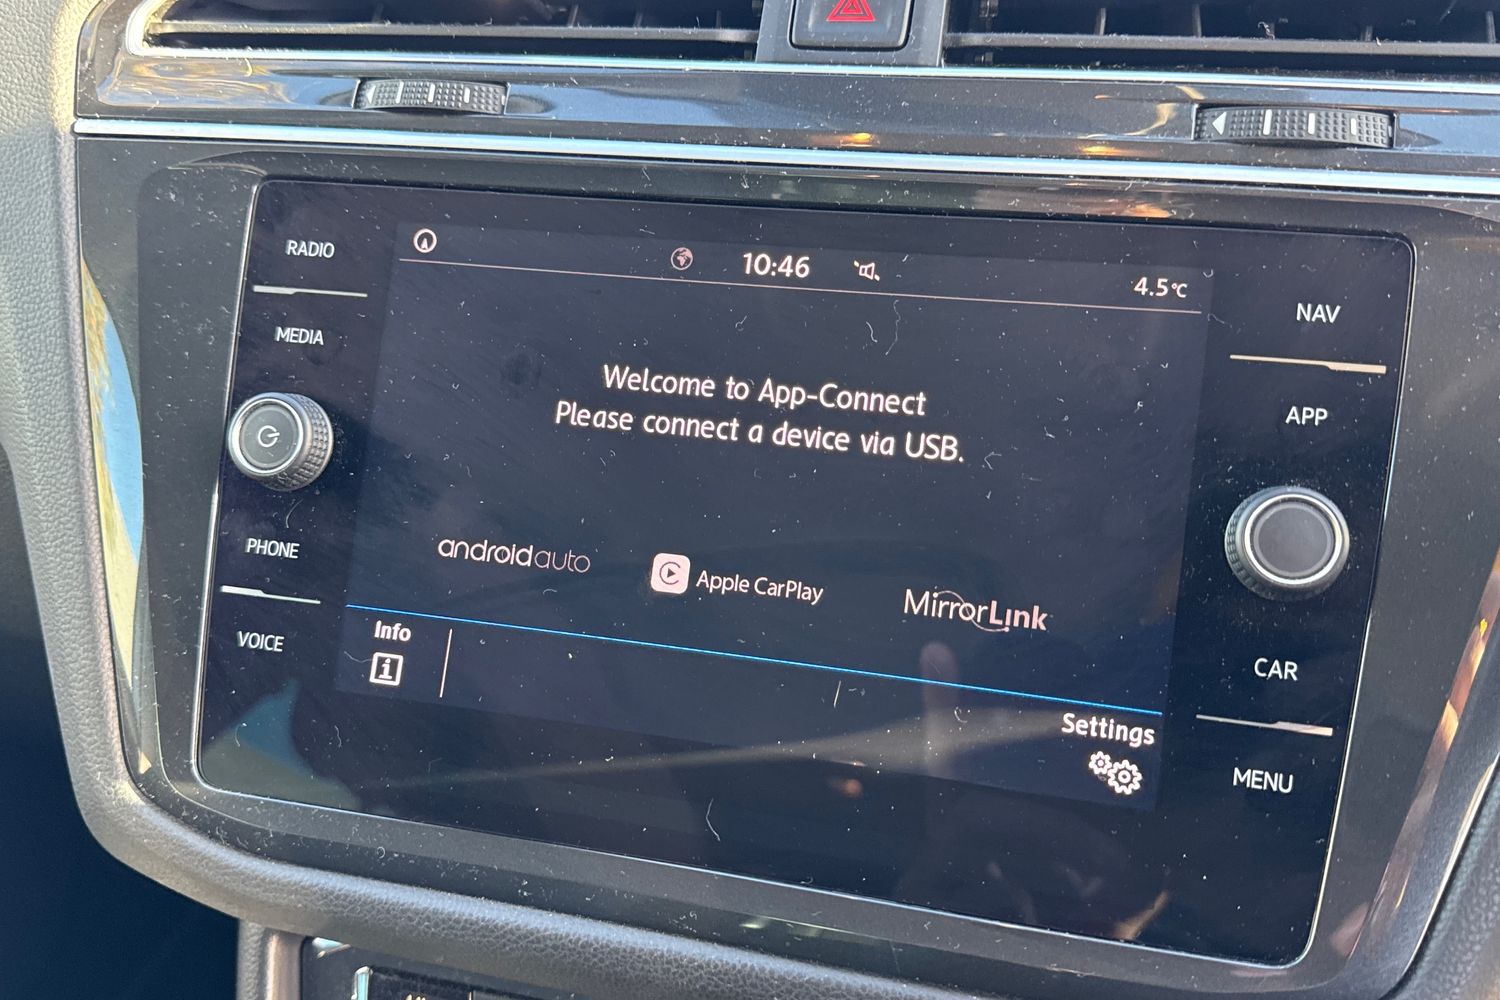 RADIO
MEDIA
PHONE
VOICE
10:46
4.5°C
Welcome to App-Connect
Please connect a device via USB.
androidauto
Apple CarPlay
MirrorLink
Info
Settings
NAV
APP
CAR
MENU